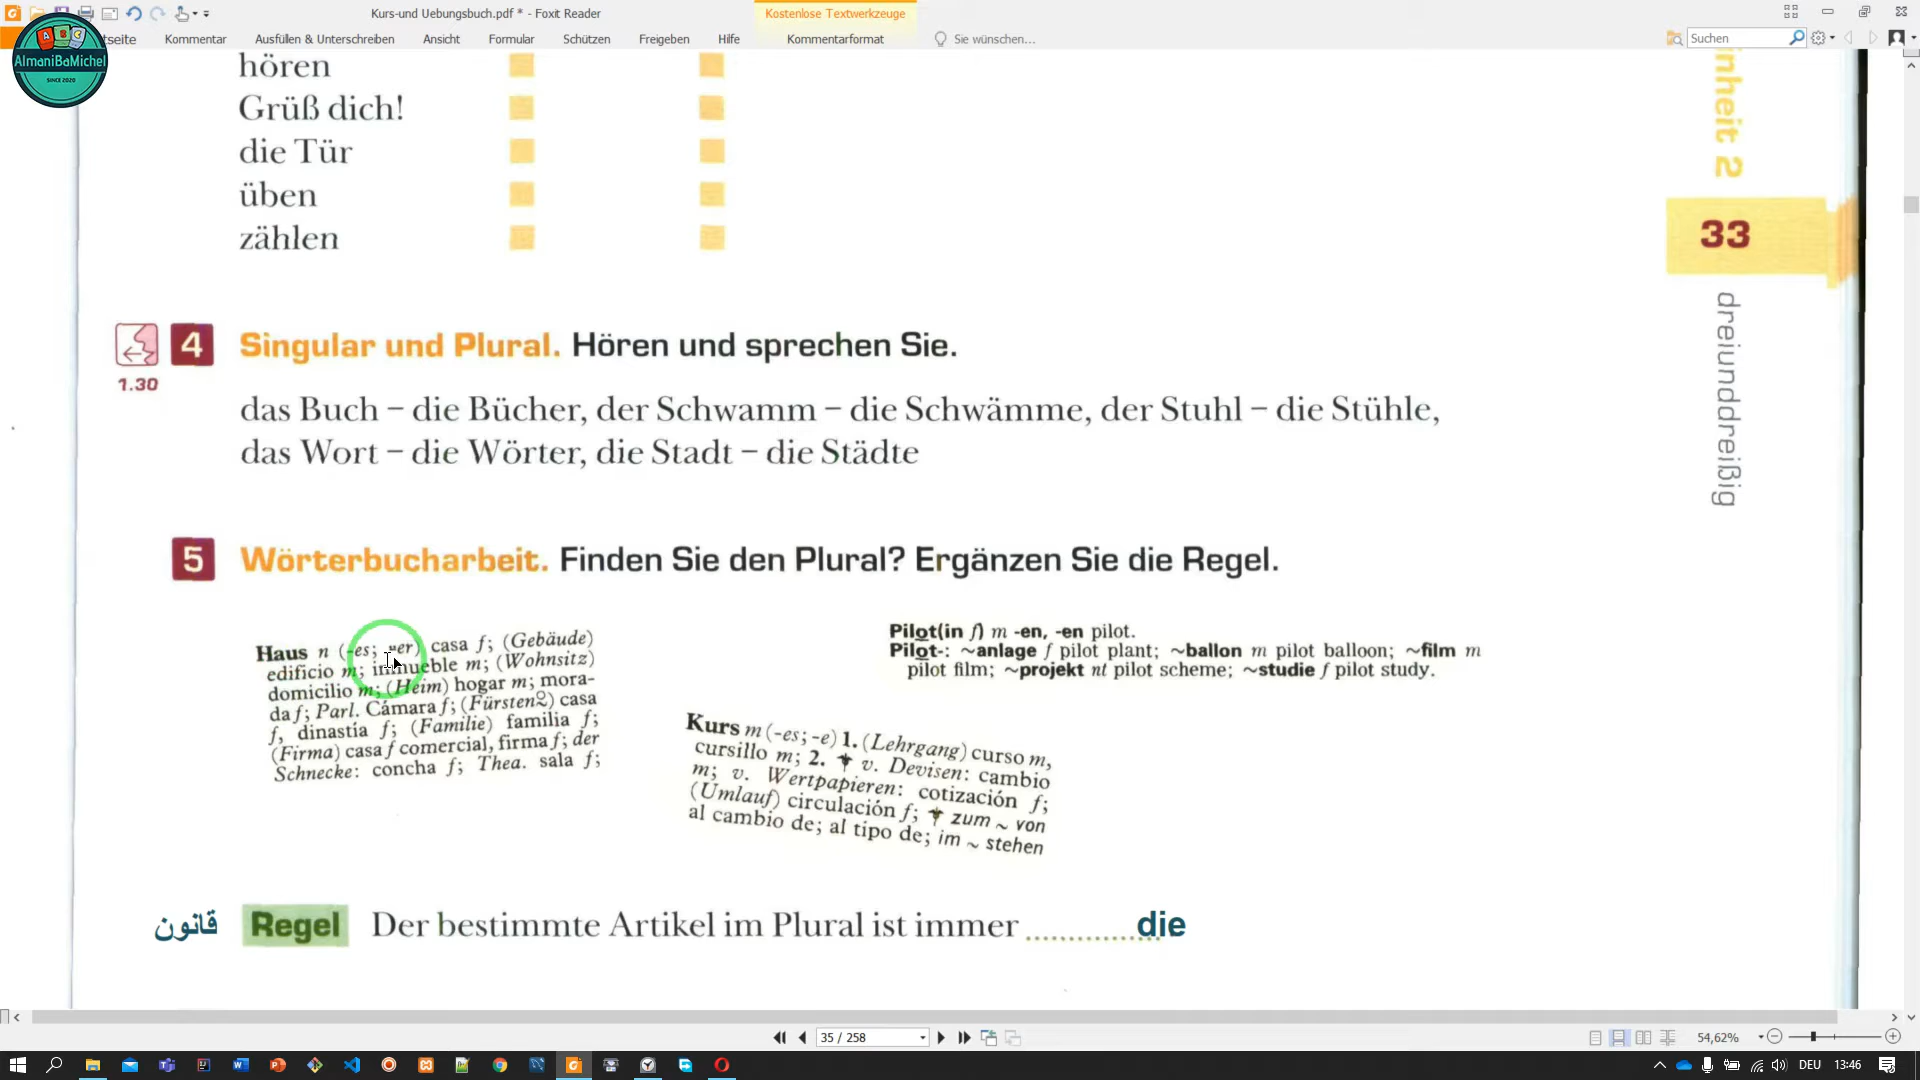 Kurs-und Uebungsbuch.pdf * - Foxit Reader
Kostenlose Textwerkzeuge
Kommentar Ausfüllen & Unterschreiben Ansicht Formular Schützen Freigeben Hilfe Kommentarformat Sie wünschen... Suchen
ABC
AlmaniBaMichel
SINCE 2020
hören
Grüß dich!
die Tür
üben
zählen
inheit 2
33
dreiunddreißig
4 Singular und Plural. Hören und sprechen Sie.
1.30
das Buch – die Bücher, der Schwamm – die Schwämme, der Stuhl – die Stühle,
das Wort – die Wörter, die Stadt – die Städte
5 Wörterbucharbeit. Finden Sie den Plural? Ergänzen Sie die Regel.
Haus n (-es; ⸚er) casa f; (Gebäude)
edificio m; inmueble m; (Wohnsitz)
domicilio m; (Heim) hogar m; mora-
da f; Parl. Cámara f; (Fürsten⁠2) casa
f, dinastía f; (Familie) familia f;
(Firma) casa f comercial, firma f; der
Schnecke: concha f; Thea. sala f;
Pilot(in f) m -en, -en pilot.
Pilot-: ~anlage f pilot plant; ~ballon m pilot balloon; ~film m
pilot film; ~projekt nt pilot scheme; ~studie f pilot study.
Kurs m (-es; -e) 1. (Lehrgang) curso m,
cursillo m; 2. v. Devisen: cambio
m; v. Wertpapieren: cotización f;
(Umlauf) circulación f; zum ~ von
al cambio de; al tipo de; im ~ stehen
قانون Regel Der bestimmte Artikel im Plural ist immer ............ die
35 / 258
54,62%
DEU 13:46